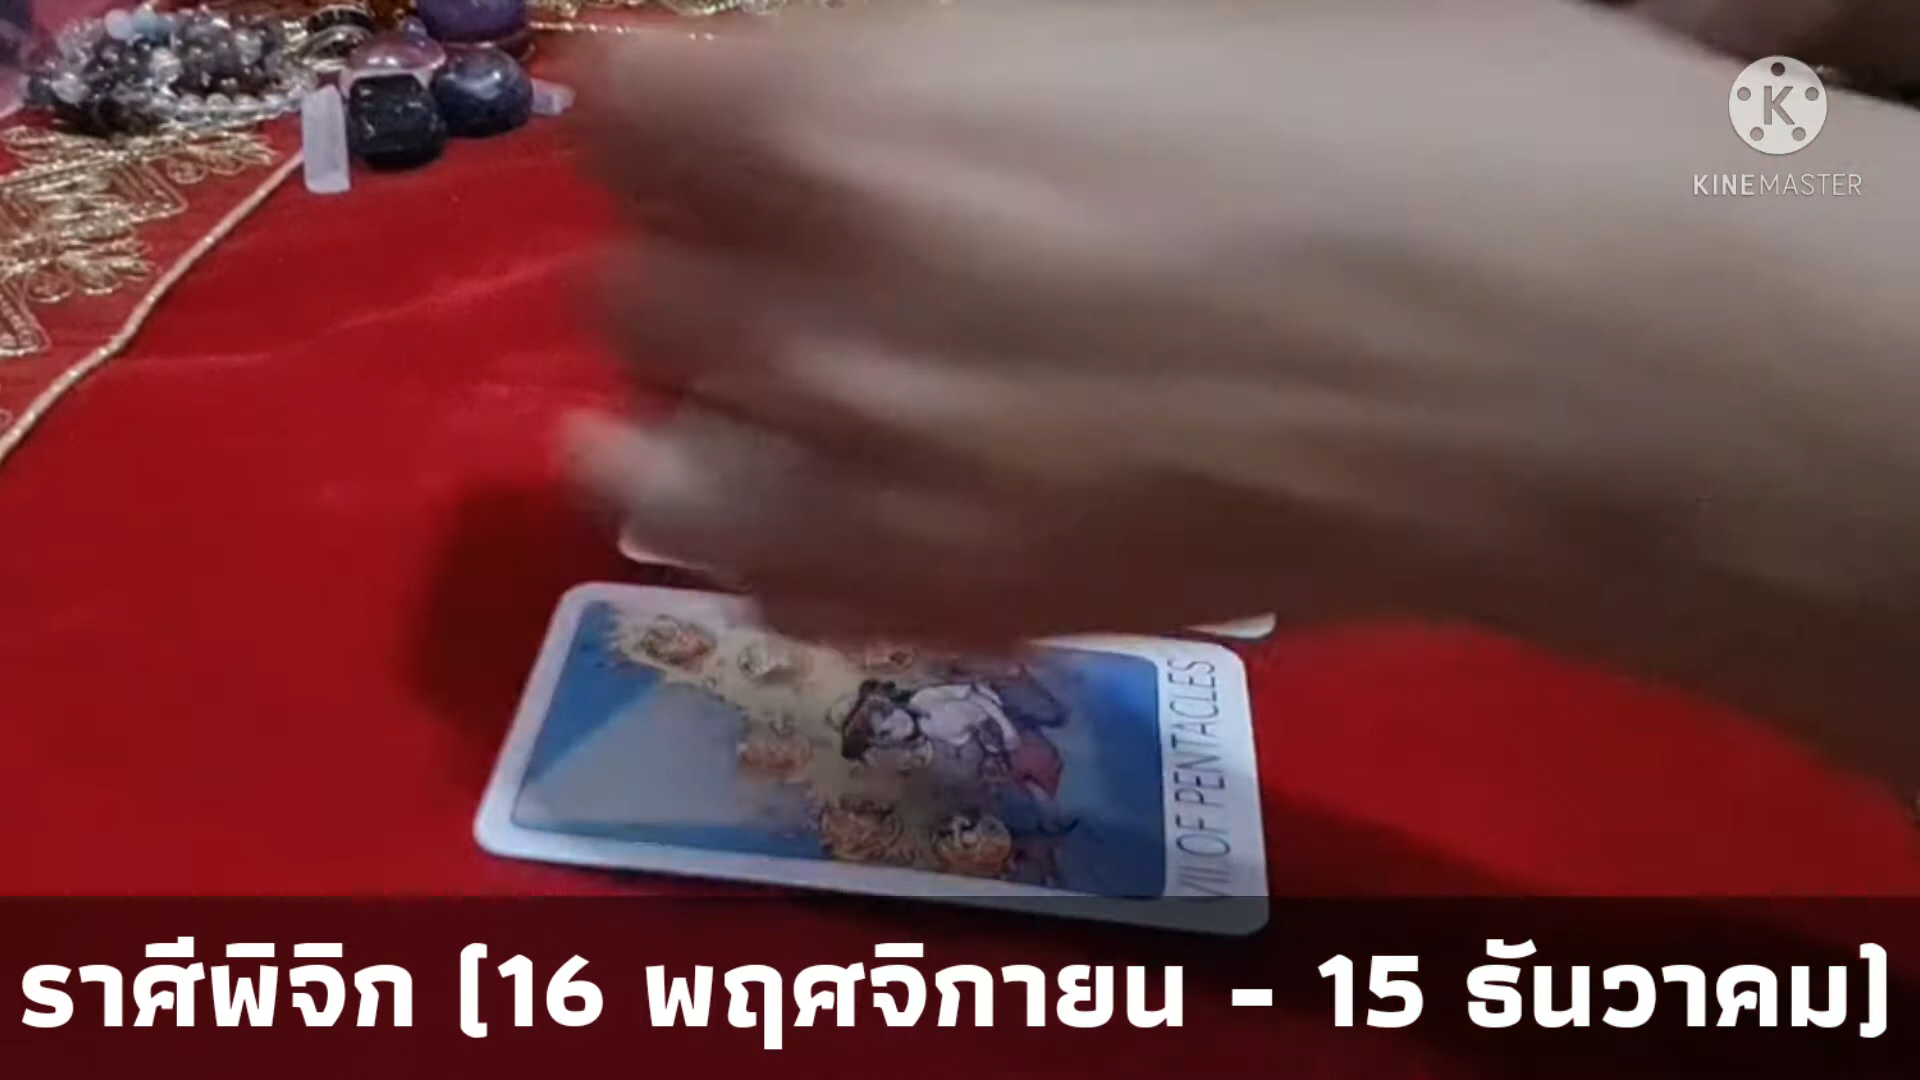 KINEMASTER
VII OF PENTACLES
ราศีพิจิก (16 พฤศจิกายน - 15 ธันวาคม)